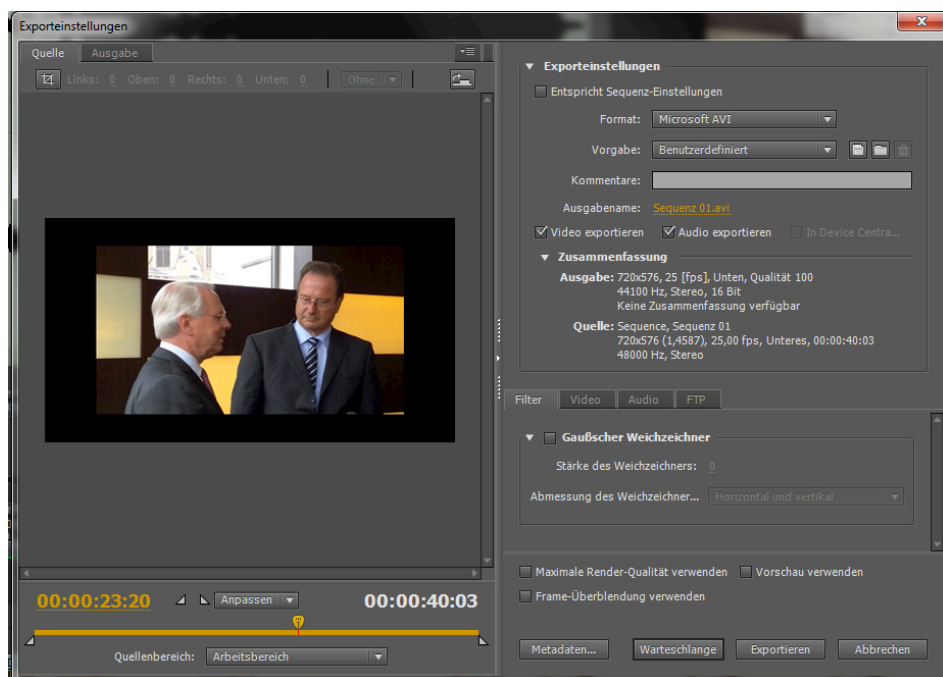 Exporteinstellungen
Quelle Ausgabe
Links: 0 Oben: 0 Rechts: 0 Unten: 0 Ohne
00:00:23:20 Anpassen 00:00:40:03
Quellenbereich: Arbeitsbereich
Exporteinstellungen
Entspricht Sequenz-Einstellungen
Format: Microsoft AVI
Vorgabe: Benutzerdefiniert
Kommentare:
Ausgabename: Sequenz 01.avi
Video exportieren Audio exportieren In Device Centra...
Zusammenfassung
Ausgabe: 720x576, 25 [fps], Unten, Qualität 100
44100 Hz, Stereo, 16 Bit
Keine Zusammenfassung verfügbar
Quelle: Sequence, Sequenz 01
720x576 (1,4587), 25,00 fps, Unteres, 00:00:40:03
48000 Hz, Stereo
Filter Video Audio FTP
Gaußscher Weichzeichner
Stärke des Weichzeichners: 0
Abmessung des Weichzeichner... Horizontal und vertikal
Maximale Render-Qualität verwenden Vorschau verwenden
Frame-Überblendung verwenden
Metadaten... Warteschlange Exportieren Abbrechen